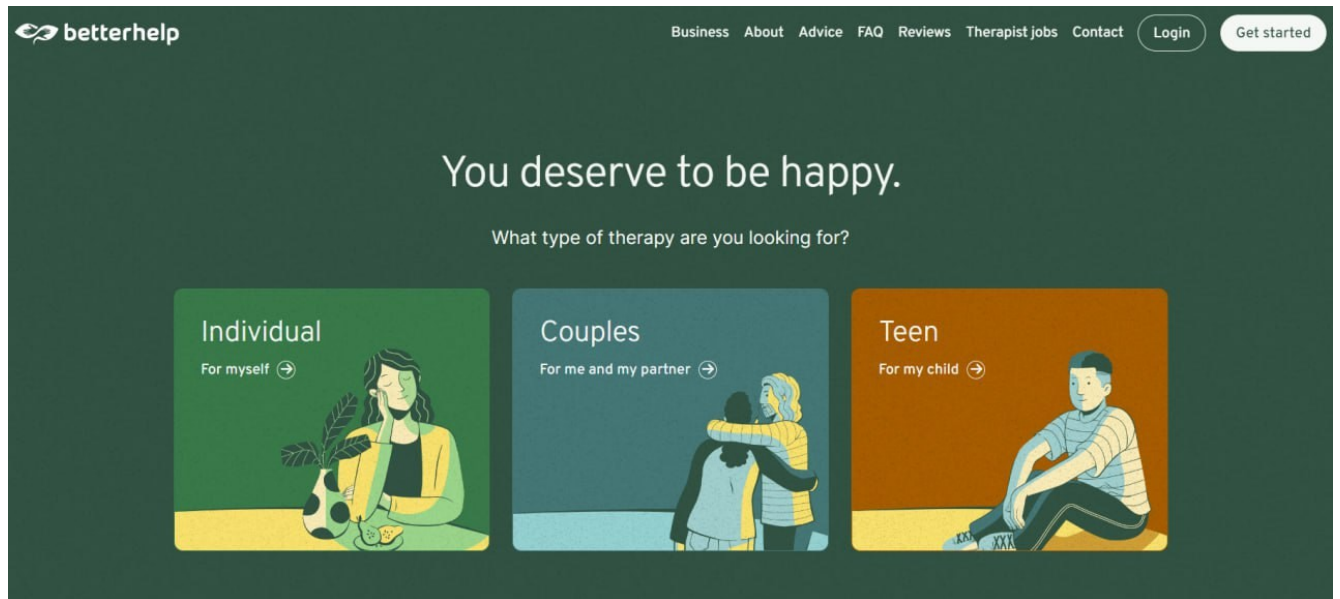 betterhelp
Business About Advice FAQ Reviews Therapist jobs Contact Login Get started
You deserve to be happy.
What type of therapy are you looking for?
Individual
For myself
Couples
For me and my partner
Teen
For my child